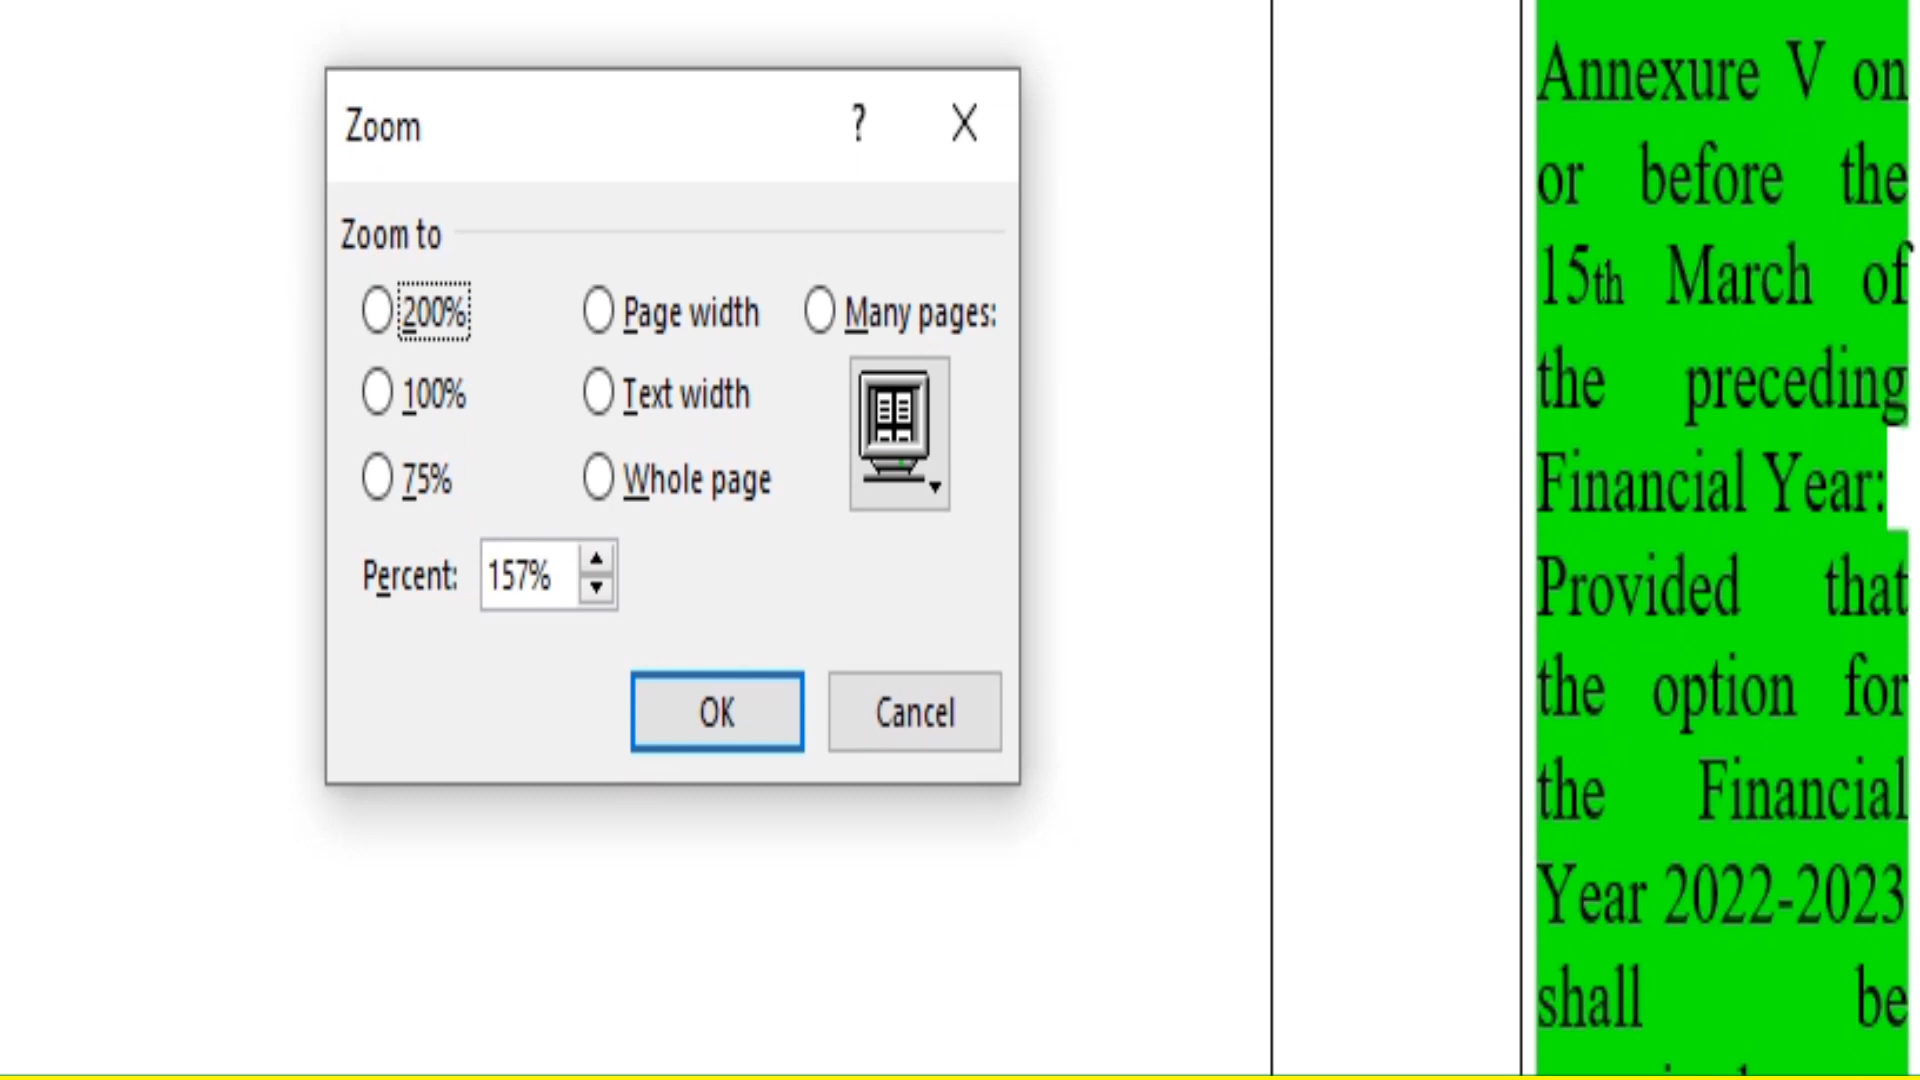 Zoom
Zoom to
200%
Page width
Many pages:
100%
Text width
75%
Whole page
Percent: 157%
OK
Cancel
Annexure V on
or before the
15th March of
the preceding
Financial Year:
Provided that
the option for
the Financial
Year 2022-2023
shall be